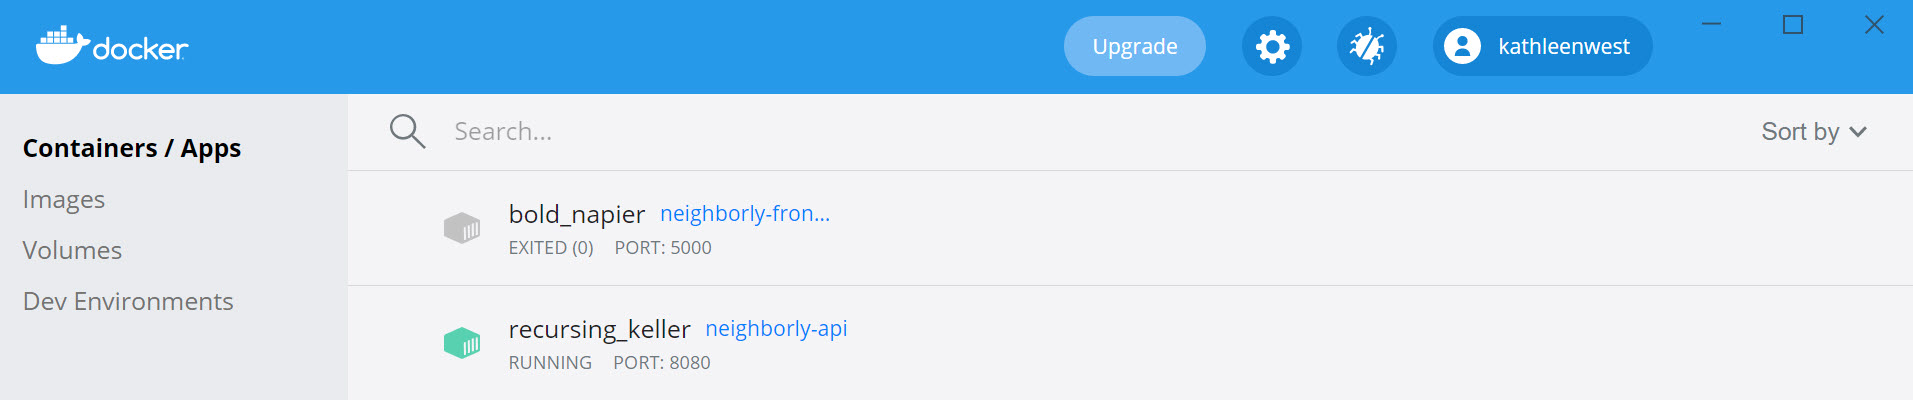 docker
Upgrade
kathleenwest
Containers / Apps
Images
Volumes
Dev Environments
Search...
Sort by
bold_napier neighborly-fron...
EXITED (0) PORT: 5000
recursing_keller neighborly-api
RUNNING PORT: 8080